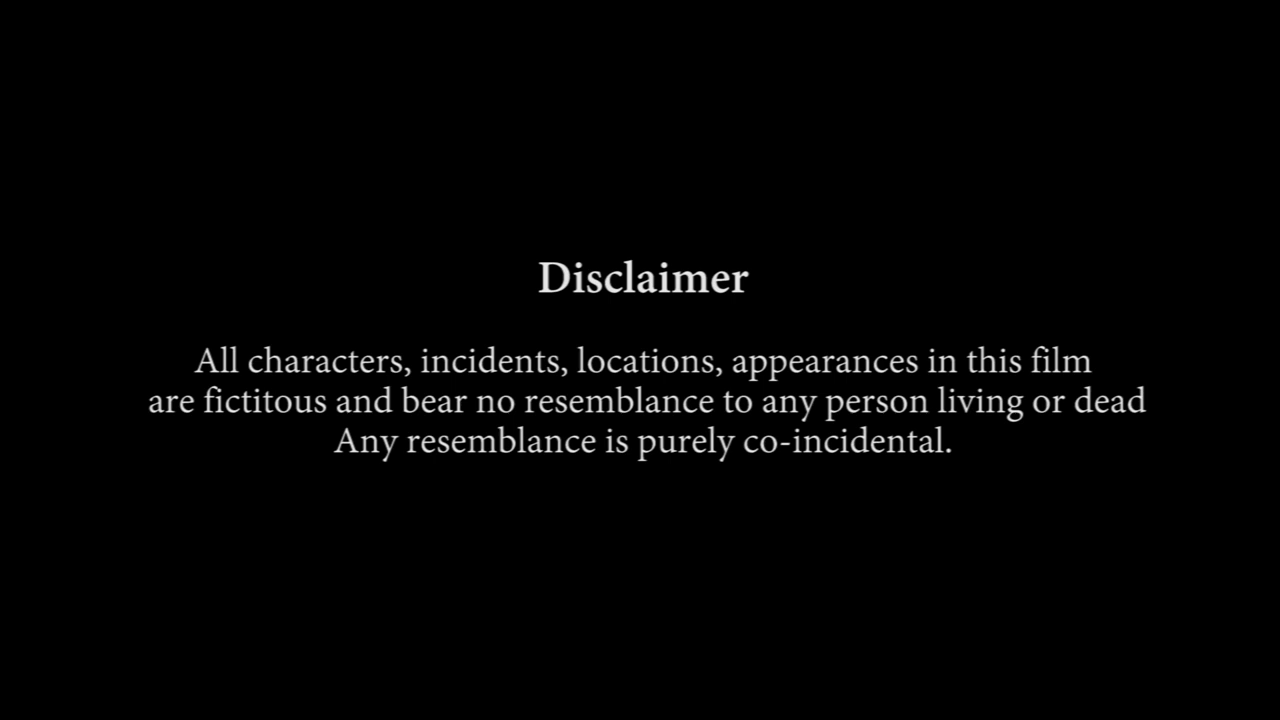 Disclaimer
All characters, incidents, locations, appearances in this film
are fictitous and bear no resemblance to any person living or dead
Any resemblance is purely co-incidental.